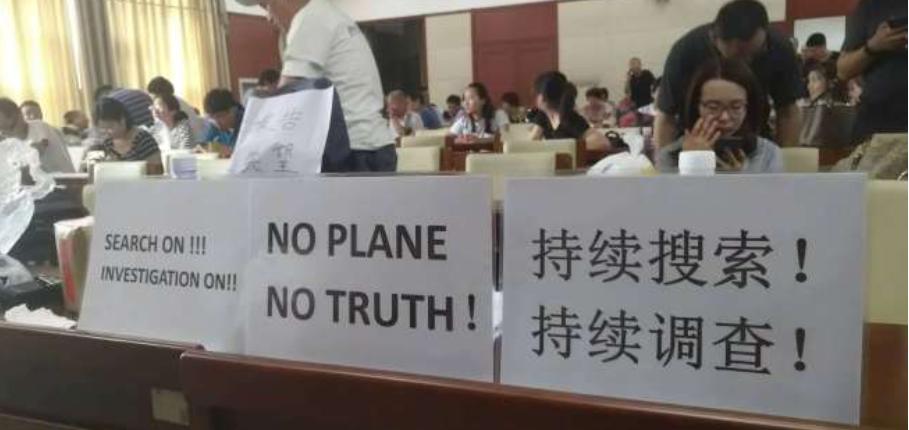 SEARCH ON !!!
INVESTIGATION ON!!
NO PLANE
NO TRUTH !
持续搜索！
持续调查！